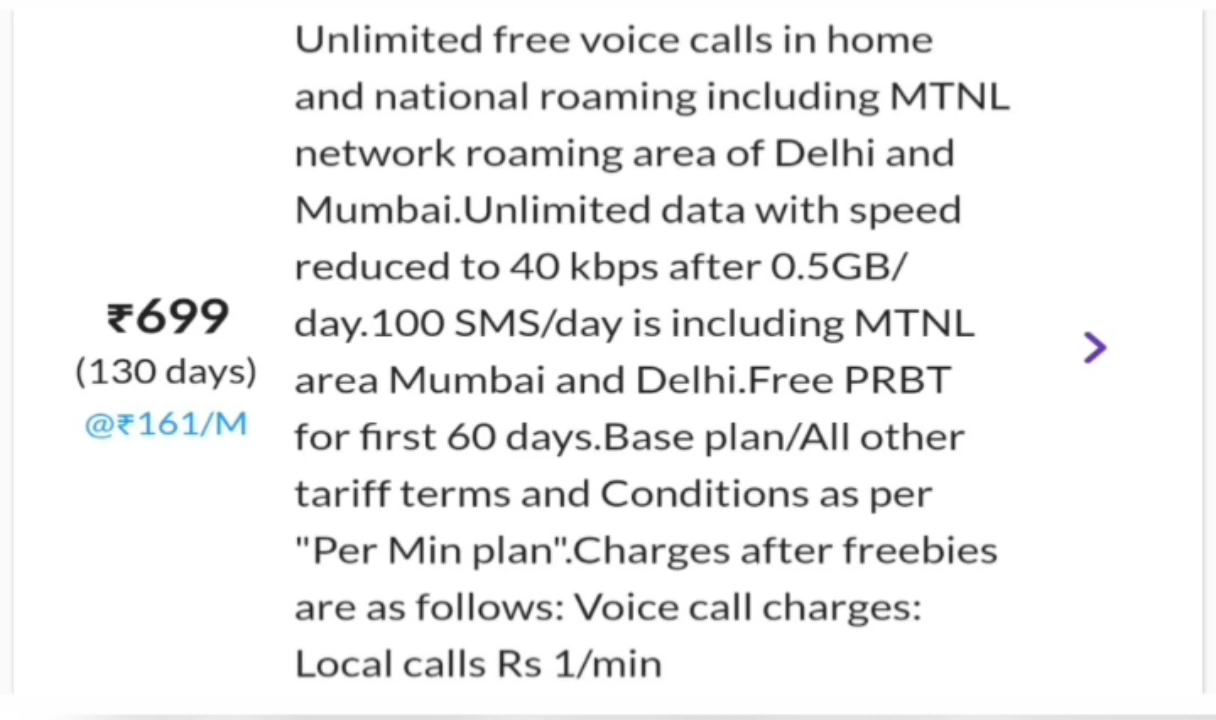 Unlimited free voice calls in home
and national roaming including MTNL
network roaming area of Delhi and
Mumbai.Unlimited data with speed
reduced to 40 kbps after 0.5GB/
day.100 SMS/day is including MTNL
area Mumbai and Delhi.Free PRBT
for first 60 days.Base plan/All other
tariff terms and Conditions as per
"Per Min plan".Charges after freebies
are as follows: Voice call charges:
Local calls Rs 1/min
₹699
(130 days)
@₹161/M